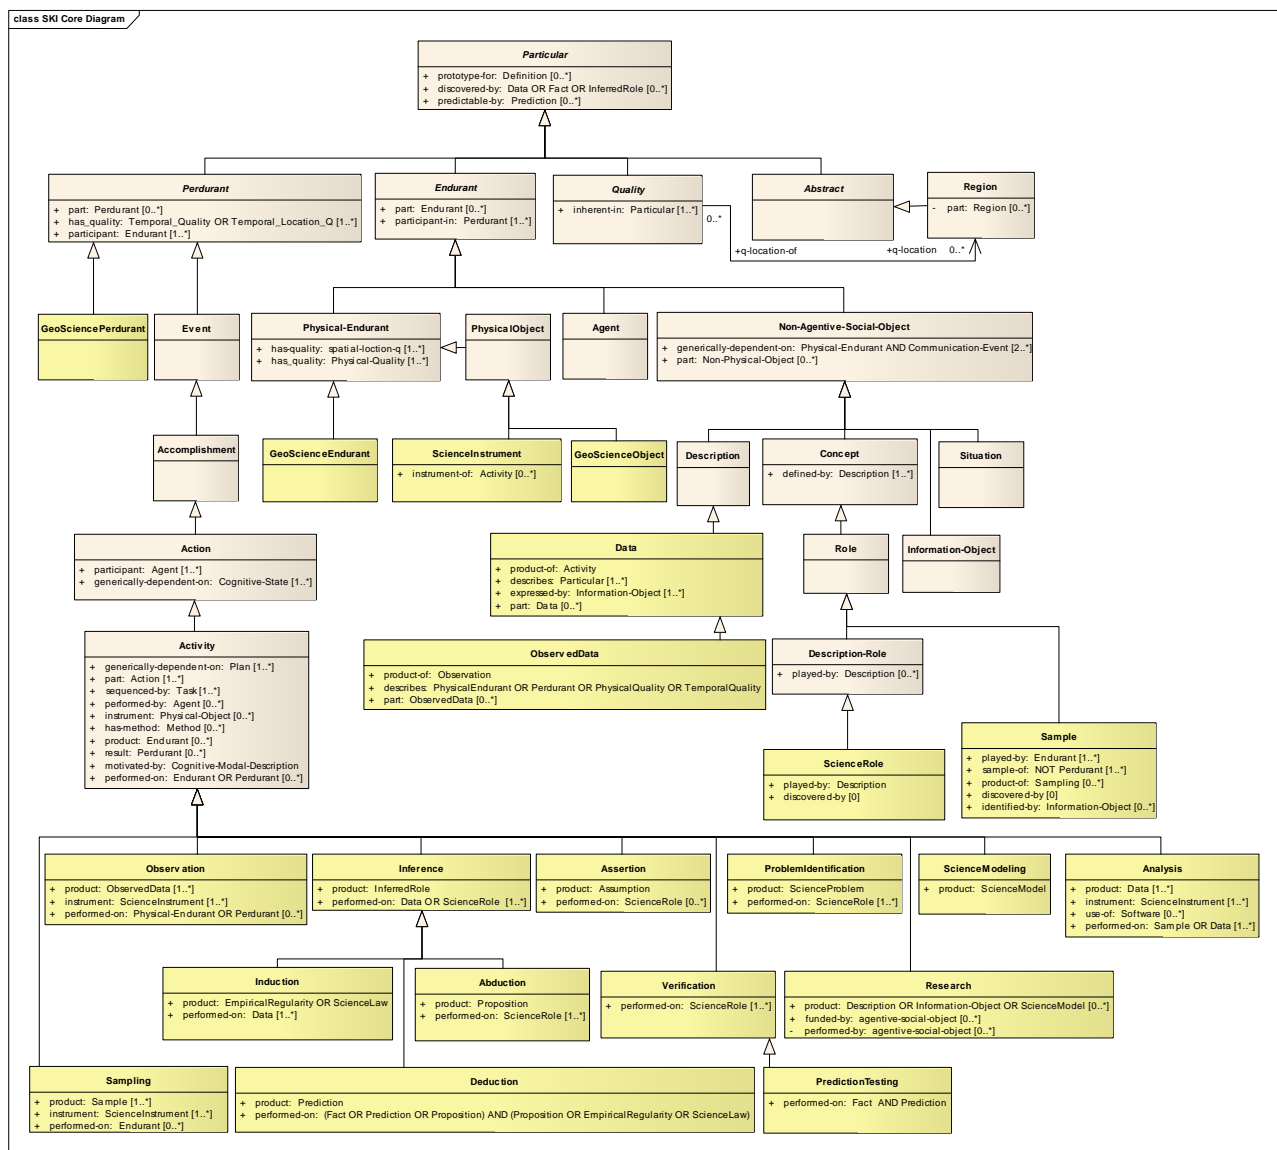 class SKI Core Diagram
Particular
+ prototype-for: Definition [0..*]
+ discovered-by: Data OR Fact OR InferredRole [0..*]
+ predictable-by: Prediction [0..*]
Perdurant
+ part: Perdurant [0..*]
+ has_quality: Temporal_Quality OR Temporal_Location_Q [1..*]
+ participant: Endurant [1..*]
Endurant
+ part: Endurant [0..*]
+ participant-in: Perdurant [1..*]
Quality
+ inherent-in: Particular [1..*]
Abstract
Region
- part: Region [0..*]
0..*
+q-location-of
+q-location 0..*
GeoSciencePerdurant
Event
Physical-Endurant
+ has-quality: spatial-loction-q [1..*]
+ has_quality: Physical-Quality [1..*]
PhysicalObject
Agent
Non-Agentive-Social-Object
+ generically-dependent-on: Physical-Endurant AND Communication-Event [2..*]
+ part: Non-Physical-Object [0..*]
Accomplishment
GeoScienceEndurant
ScienceInstrument
+ instrument-of: Activity [0..*]
GeoScienceObject
Description
Concept
+ defined-by: Description [1..*]
Situation
Action
+ participant: Agent [1..*]
+ generically-dependent-on: Cognitive-State [1..*]
Data
+ product-of: Activity
+ describes: Particular [1..*]
+ expressed-by: Information-Object [1..*]
+ part: Data [0..*]
Role
Information-Object
Activity
+ generically-dependent-on: Plan [1..*]
+ part: Action [1..*]
+ sequenced-by: Task[1..*]
+ performed-by: Agent [0..*]
+ instrument: Physical-Object [0..*]
+ has-method: Method [0..*]
+ product: Endurant [0..*]
+ result: Perdurant [0..*]
+ motivated-by: Cognitive-Modal-Description
+ performed-on: Endurant OR Perdurant [0..*]
ObservedData
+ product-of: Observation
+ describes: PhysicalEndurant OR Perdurant OR PhysicalQuality OR TemporalQuality
+ part: ObservedData [0..*]
Description-Role
+ played-by: Description [0..*]
ScienceRole
+ played-by: Description
+ discovered-by [0]
Sample
+ played-by: Endurant [1..*]
+ sample-of: NOT Perdurant [1..*]
+ product-of: Sampling [0..*]
+ discovered-by [0]
+ identified-by: Information-Object [0..*]
Observation
+ product: ObservedData [1..*]
+ instrument: ScienceInstrument [1..*]
+ performed-on: Physical-Endurant OR Perdurant [0..*]
Inference
+ product: InferredRole
+ performed-on: Data OR ScienceRole [1..*]
Assertion
+ product: Assumption
+ performed-on: ScienceRole [0..*]
ProblemIdentification
+ product: ScienceProblem
+ performed-on: ScienceRole [1..*]
ScienceModeling
+ product: ScienceModel
Analysis
+ product: Data [1..*]
+ instrument: ScienceInstrument [1..*]
+ use-of: Software [0..*]
+ performed-on: Sample OR Data [1..*]
Induction
+ product: EmpiricalRegularity OR ScienceLaw
+ performed-on: Data [1..*]
Abduction
+ product: Proposition
+ performed-on: ScienceRole [1..*]
Verification
+ performed-on: ScienceRole [1..*]
Research
+ product: Description OR Information-Object OR ScienceModel [0..*]
+ funded-by: agentive-social-object [0..*]
- performed-by: agentive-social-object [0..*]
Sampling
+ product: Sample [1..*]
+ instrument: ScienceInstrument [1..*]
+ performed-on: Endurant [0..*]
Deduction
+ product: Prediction
+ performed-on: (Fact OR Prediction OR Proposition) AND (Proposition OR EmpiricalRegularity OR ScienceLaw)
PredictionTesting
+ performed-on: Fact AND Prediction